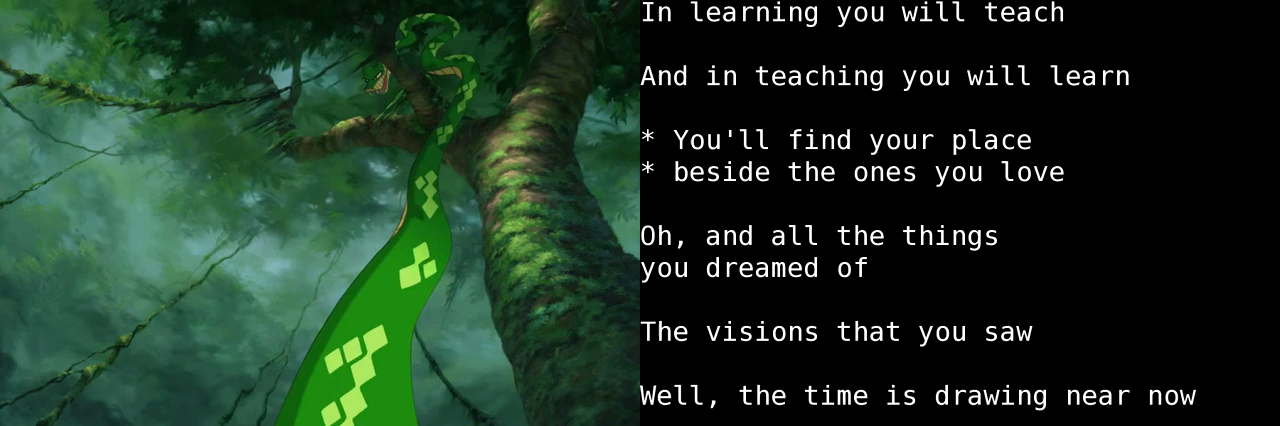 In learning you will teach
And in teaching you will learn
* You'll find your place
* beside the ones you love
Oh, and all the things
you dreamed of
The visions that you saw
Well, the time is drawing near now